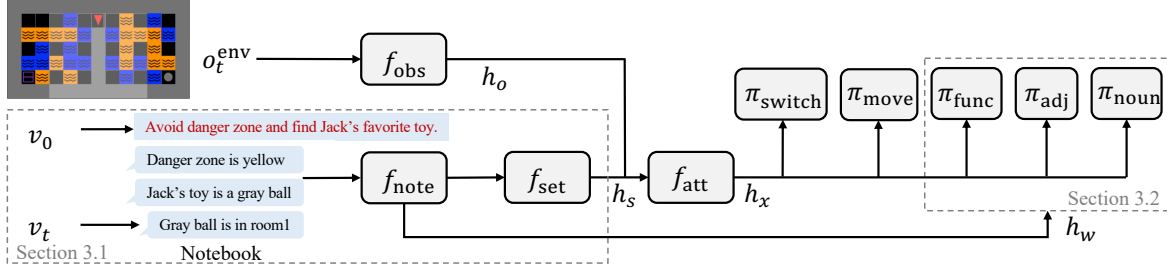 o_t^env
f_obs
h_o
π_switch
π_move
π_func
π_adj
π_noun
v_0
Avoid danger zone and find Jack's favorite toy.
Danger zone is yellow
Jack's toy is a gray ball
f_note
f_set
h_s
f_att
h_x
Section 3.2
v_t
Gray ball is in room1
h_w
Section 3.1
Notebook